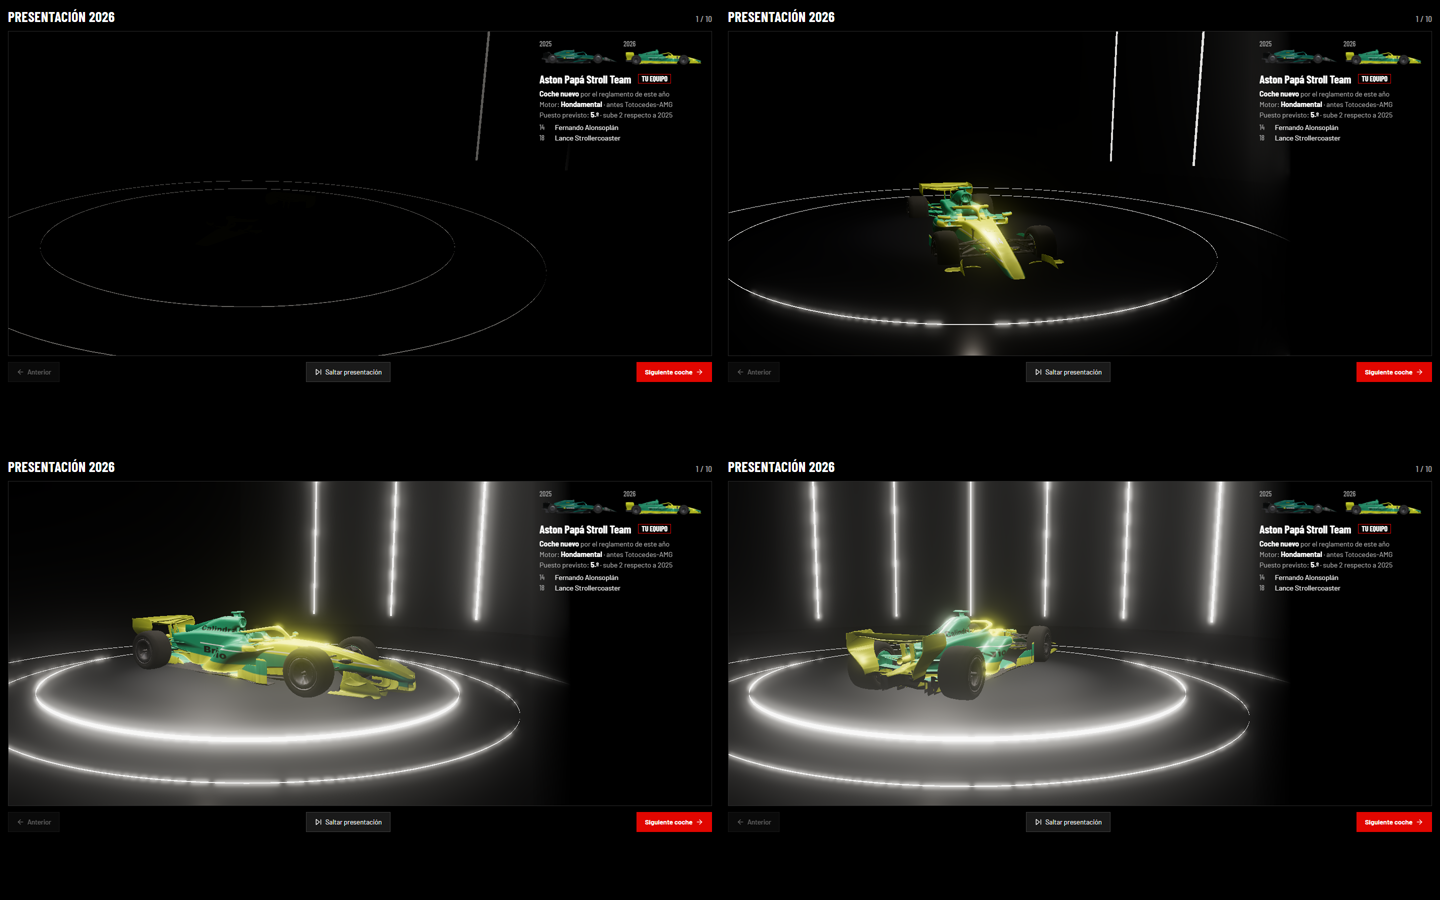 PRESENTACIÓN 2026
1 / 10
2025
2026
Aston Papá Stroll Team TU EQUIPO
Coche nuevo por el reglamento de este año
Motor: Hondamental · antes Totocedes-AMG
Puesto previsto: 5.º · sube 2 respecto a 2025
14 Fernando Alonsoplán
18 Lance Strollercoaster
← Anterior
Saltar presentación
Siguiente coche →
PRESENTACIÓN 2026
1 / 10
2025
2026
Aston Papá Stroll Team TU EQUIPO
Coche nuevo por el reglamento de este año
Motor: Hondamental · antes Totocedes-AMG
Puesto previsto: 5.º · sube 2 respecto a 2025
14 Fernando Alonsoplán
18 Lance Strollercoaster
← Anterior
Saltar presentación
Siguiente coche →
PRESENTACIÓN 2026
1 / 10
2025
2026
Aston Papá Stroll Team TU EQUIPO
Coche nuevo por el reglamento de este año
Motor: Hondamental · antes Totocedes-AMG
Puesto previsto: 5.º · sube 2 respecto a 2025
14 Fernando Alonsoplán
18 Lance Strollercoaster
Brio
← Anterior
Saltar presentación
Siguiente coche →
PRESENTACIÓN 2026
1 / 10
2025
2026
Aston Papá Stroll Team TU EQUIPO
Coche nuevo por el reglamento de este año
Motor: Hondamental · antes Totocedes-AMG
Puesto previsto: 5.º · sube 2 respecto a 2025
14 Fernando Alonsoplán
18 Lance Strollercoaster
← Anterior
Saltar presentación
Siguiente coche →